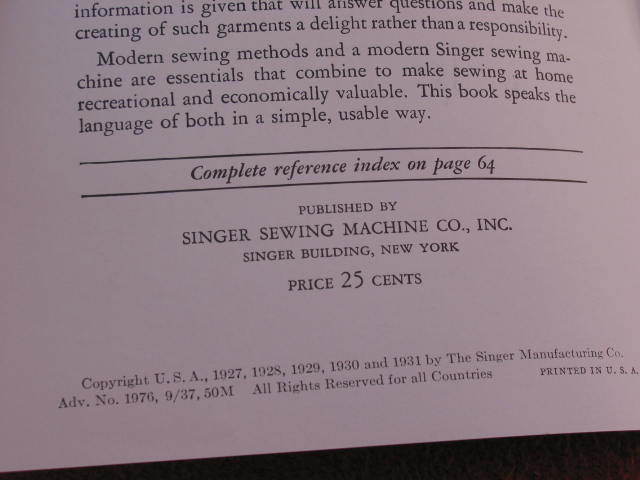 information is given that will answer questions and make the
creating of such garments a delight rather than a responsibility.
Modern sewing methods and a modern Singer sewing ma-
chine are essentials that combine to make sewing at home
recreational and economically valuable. This book speaks the
language of both in a simple, usable way.
Complete reference index on page 64
PUBLISHED BY
SINGER SEWING MACHINE CO., INC.
SINGER BUILDING, NEW YORK
PRICE 25 CENTS
Copyright U. S. A., 1927, 1928, 1929, 1930 and 1931 by The Singer Manufacturing Co.
Adv. No. 1976, 9/37, 50M All Rights Reserved for all Countries PRINTED IN U. S. A.